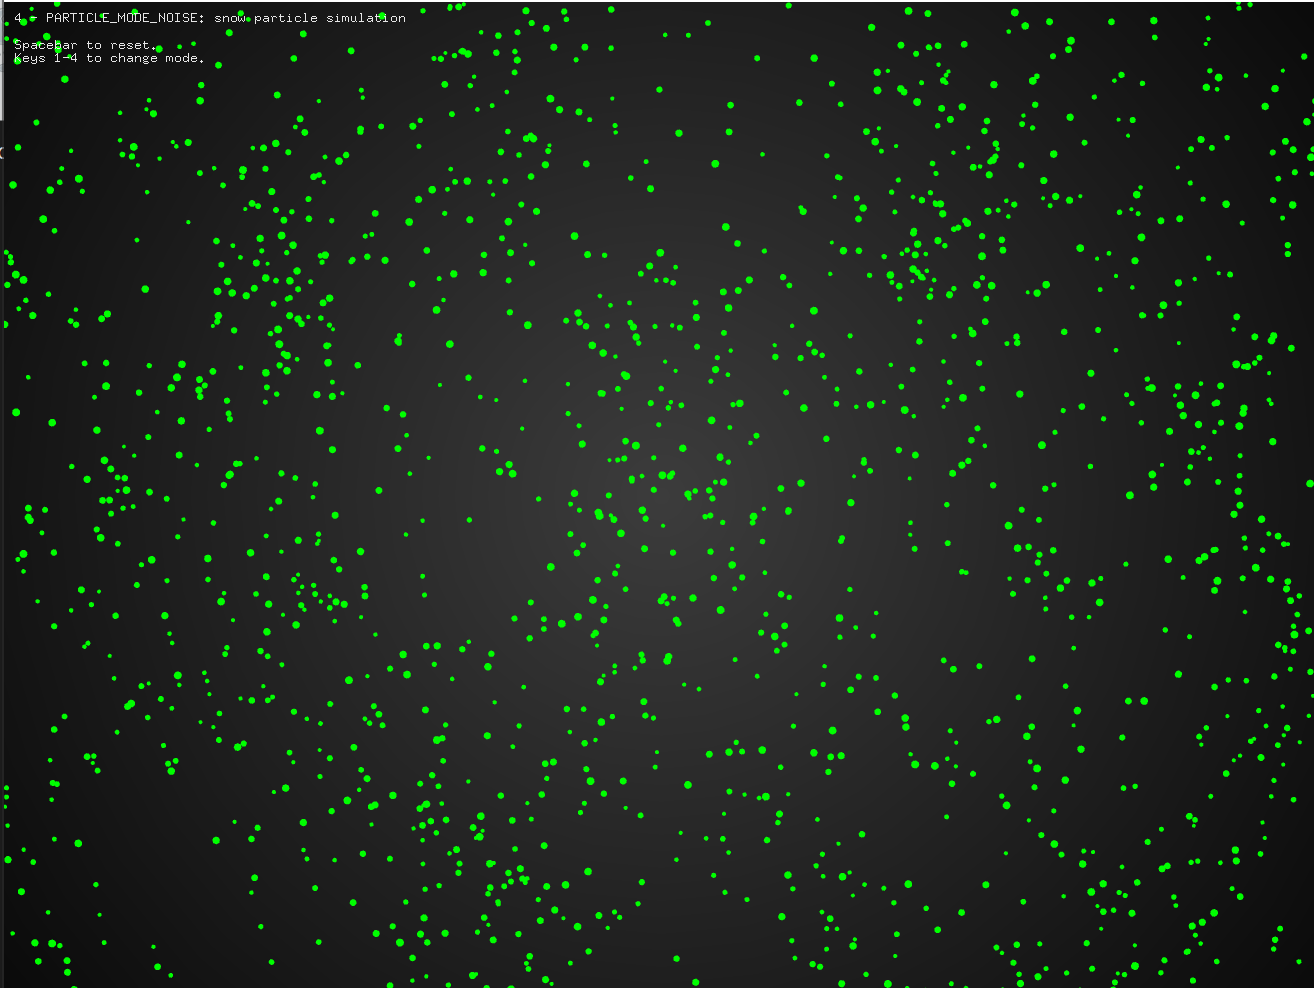 4 - PARTICLE_MODE_NOISE: snow particle simulation
Spacebar to reset.
Keys 1-4 to change mode.